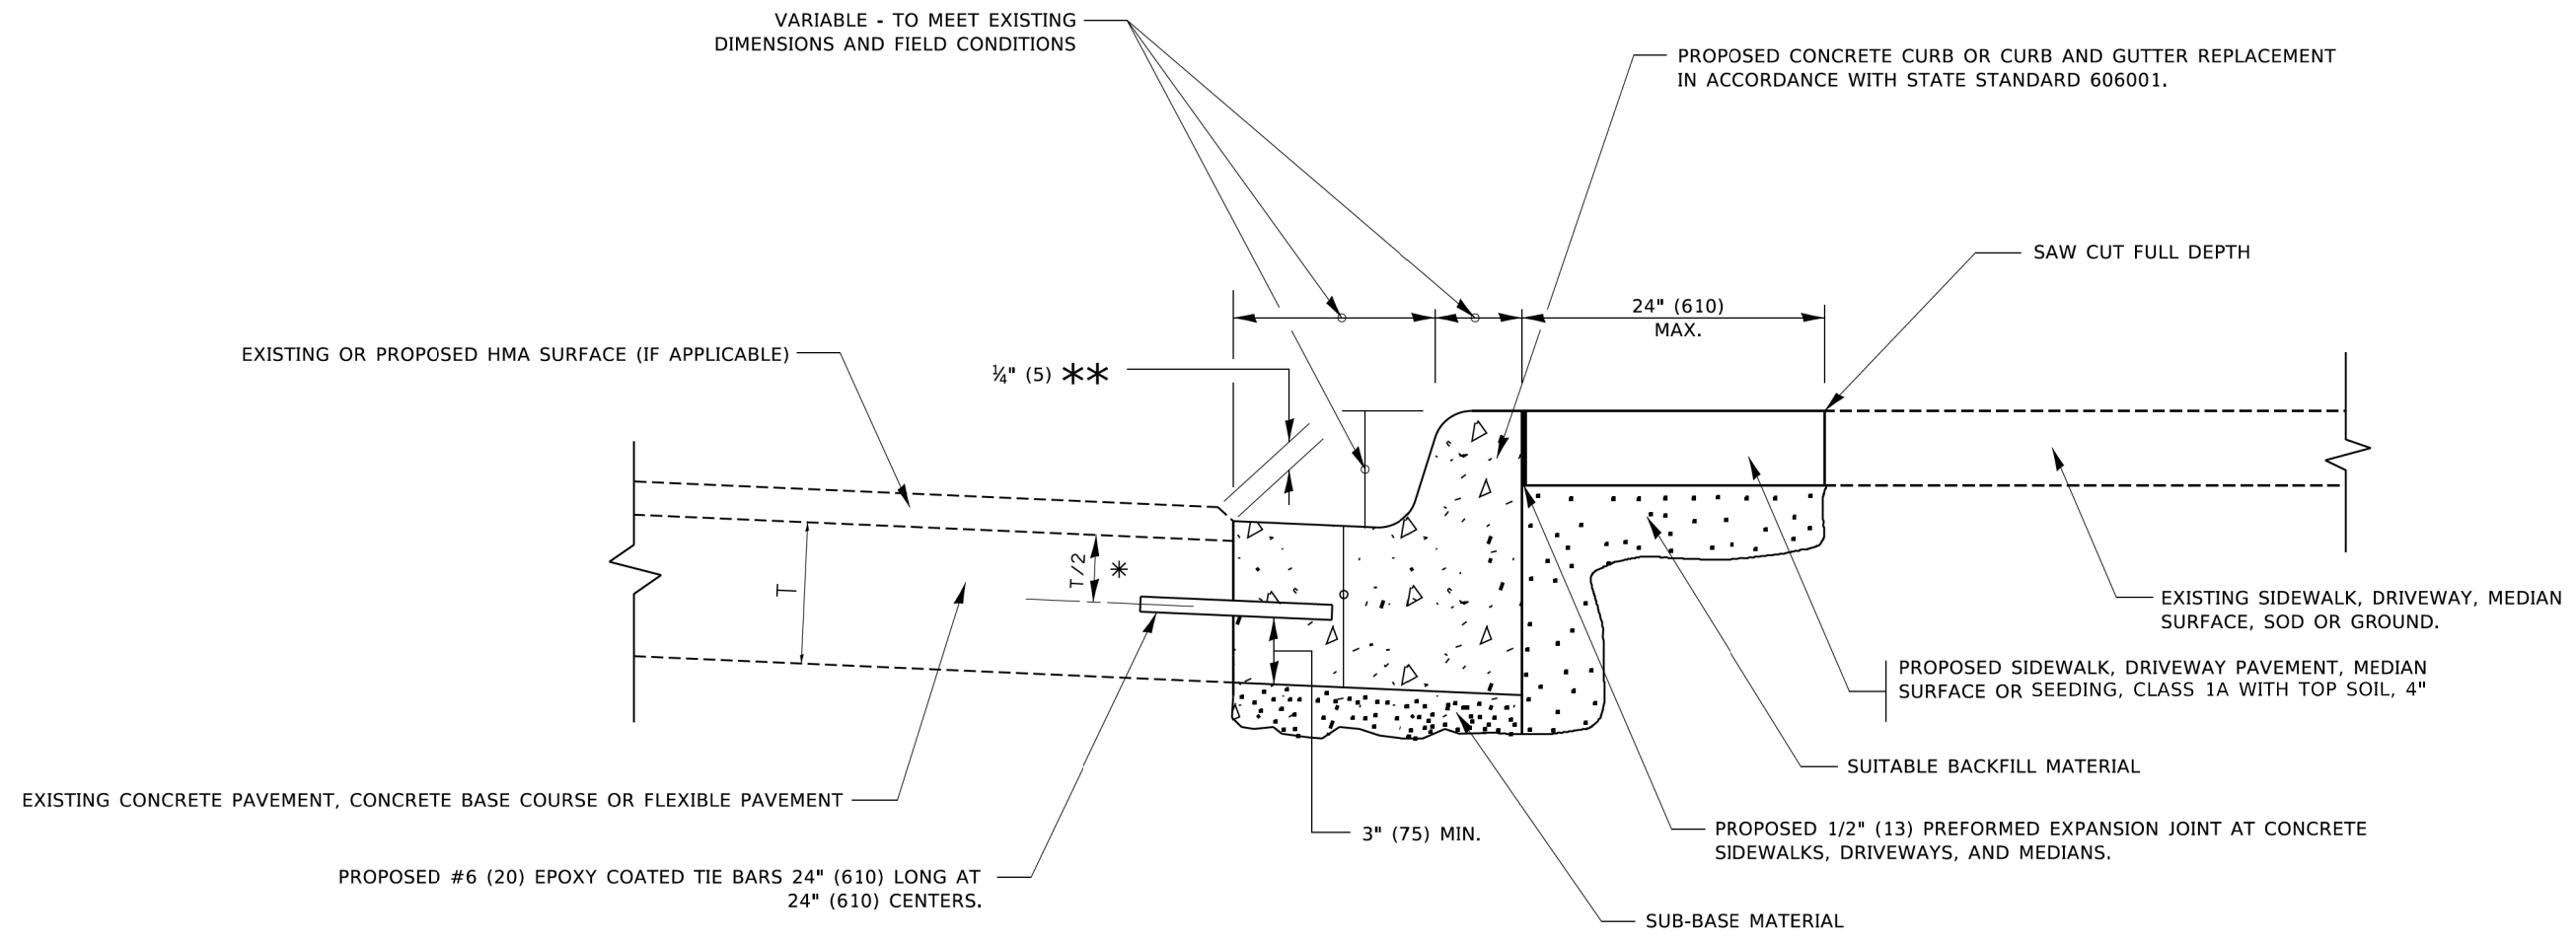 VARIABLE - TO MEET EXISTING
DIMENSIONS AND FIELD CONDITIONS
PROPOSED CONCRETE CURB OR CURB AND GUTTER REPLACEMENT
IN ACCORDANCE WITH STATE STANDARD 606001.
SAW CUT FULL DEPTH
24" (610)
MAX.
EXISTING OR PROPOSED HMA SURFACE (IF APPLICABLE)
¼" (5) **
T
T/2
*
EXISTING SIDEWALK, DRIVEWAY, MEDIAN
SURFACE, SOD OR GROUND.
PROPOSED SIDEWALK, DRIVEWAY PAVEMENT, MEDIAN
SURFACE OR SEEDING, CLASS 1A WITH TOP SOIL, 4"
SUITABLE BACKFILL MATERIAL
EXISTING CONCRETE PAVEMENT, CONCRETE BASE COURSE OR FLEXIBLE PAVEMENT
3" (75) MIN.
PROPOSED 1/2" (13) PREFORMED EXPANSION JOINT AT CONCRETE
SIDEWALKS, DRIVEWAYS, AND MEDIANS.
PROPOSED #6 (20) EPOXY COATED TIE BARS 24" (610) LONG AT
24" (610) CENTERS.
SUB-BASE MATERIAL